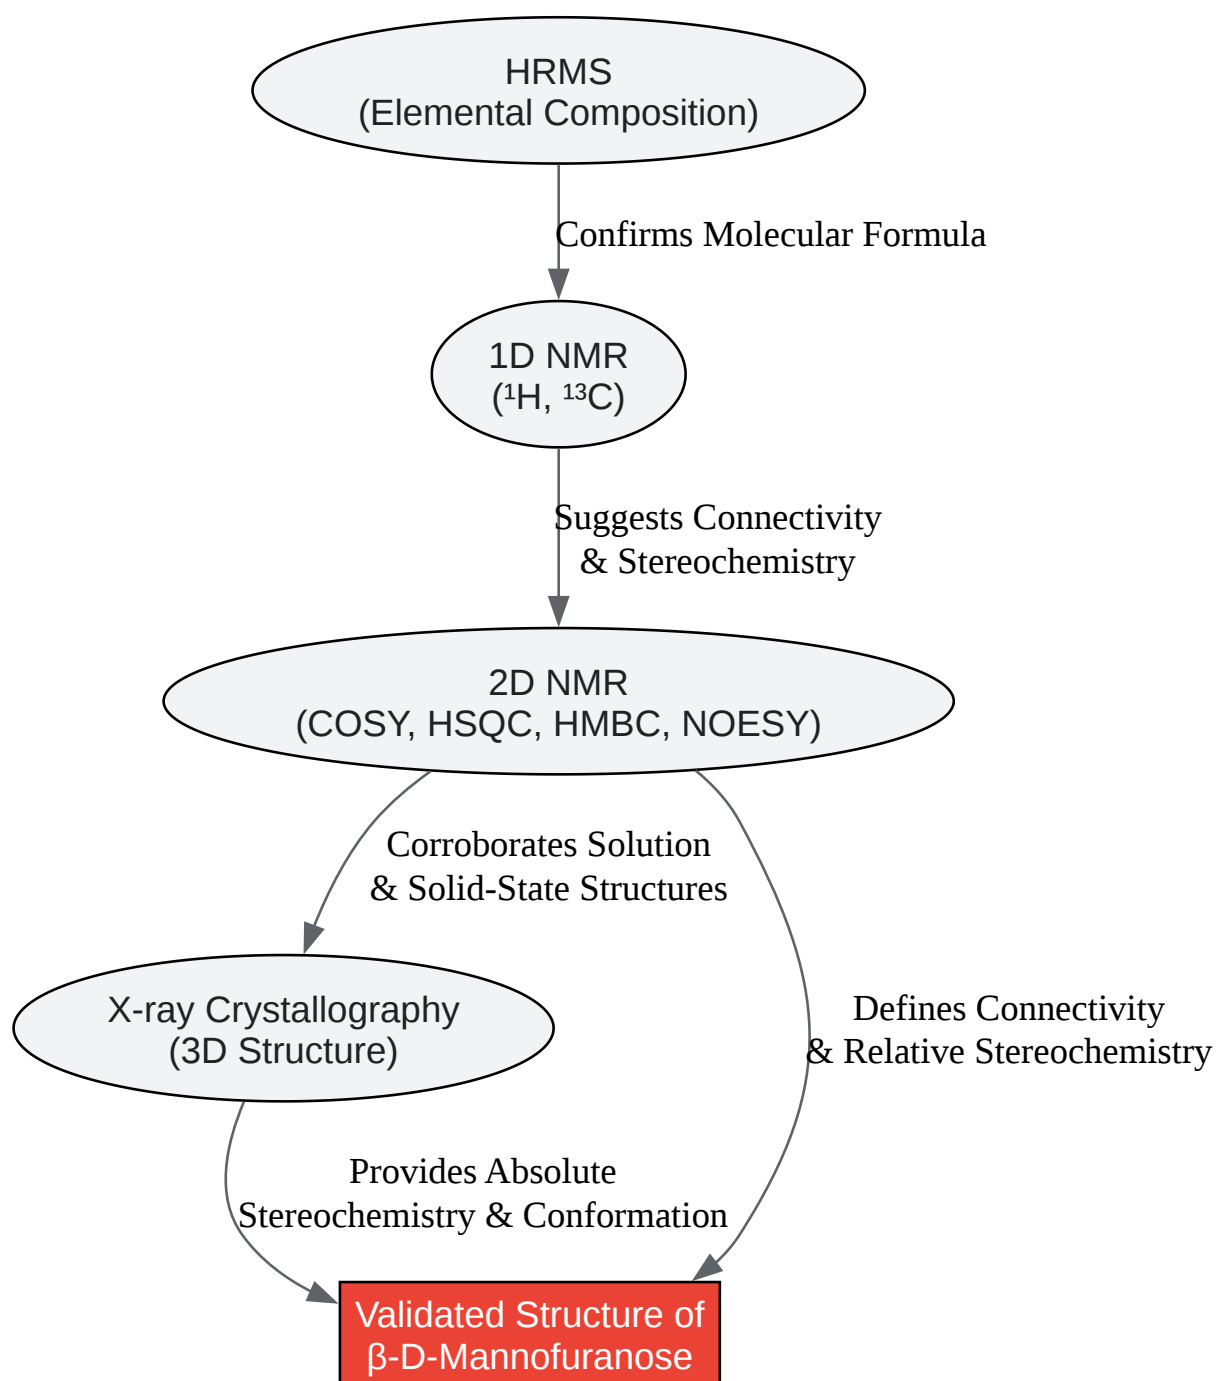 HRMS
(Elemental Composition)
Confirms Molecular Formula
1D NMR
(¹H, ¹³C)
Suggests Connectivity
& Stereochemistry
2D NMR
(COSY, HSQC, HMBC, NOESY)
Corroborates Solution
& Solid-State Structures
X-ray Crystallography
(3D Structure)
Defines Connectivity
& Relative Stereochemistry
Provides Absolute
Stereochemistry & Conformation
Validated Structure of
β-D-Mannofuranose